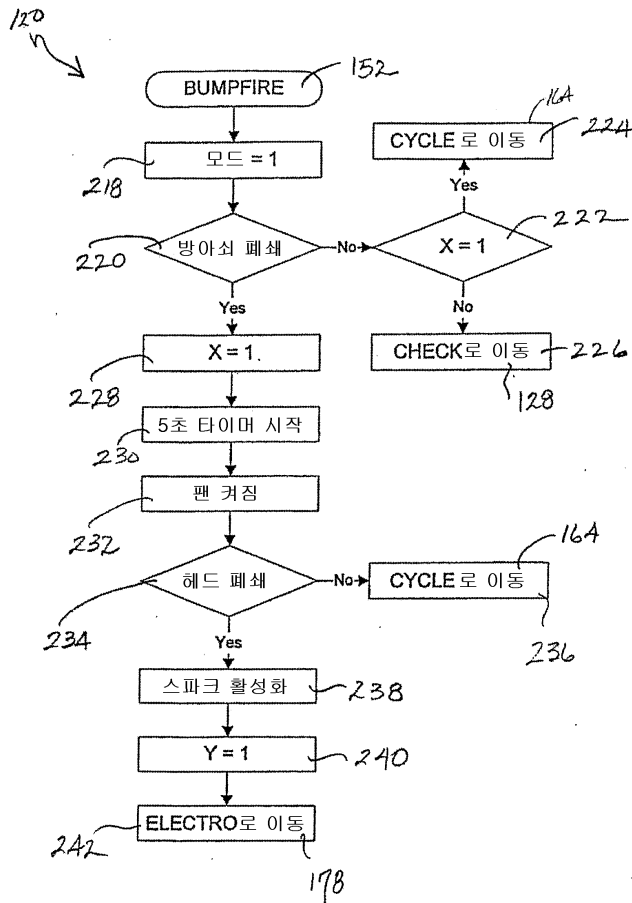 120
BUMPFIRE
152
164
CYCLE로 이동
224
모드 = 1
218
Yes
222
방아쇠 폐쇄
No
X = 1
220
Yes
No
X = 1.
CHECK로 이동
226
228
128
5초 타이머 시작
230
팬 켜짐
232
164
헤드 폐쇄
No
CYCLE로 이동
234
236
Yes
스파크 활성화
238
Y = 1
240
ELECTRO로 이동
242
178